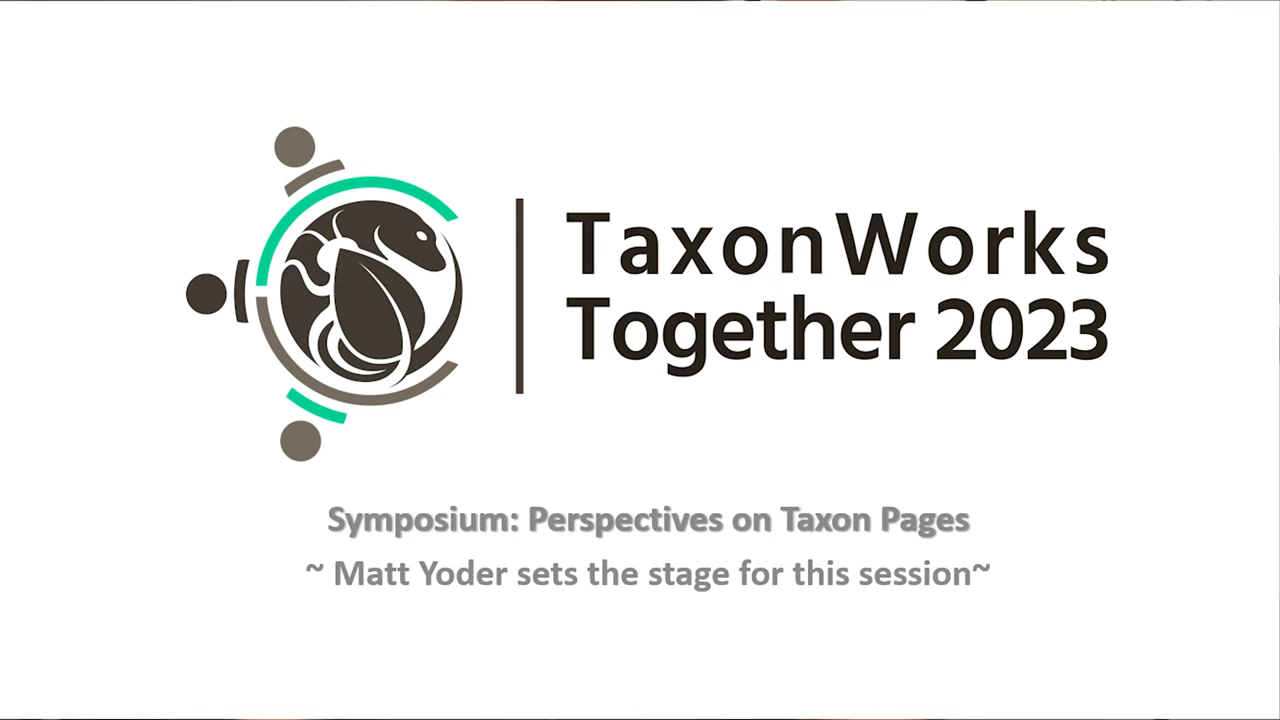 TaxonWorks
Together 2023
Symposium: Perspectives on Taxon Pages
~ Matt Yoder sets the stage for this session~